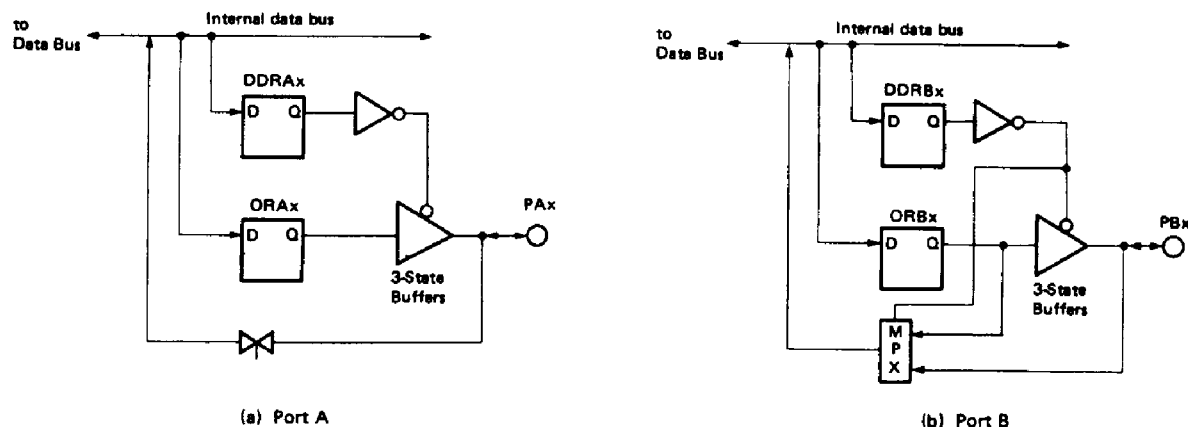 to
Data Bus
Internal data bus
DDRAx
D Q
ORAx
D Q
PAx
3-State
Buffers
(a) Port A
to
Data Bus
Internal data bus
DDRBx
D Q
ORBx
D Q
PBx
3-State
Buffers
M
P
X
(b) Port B